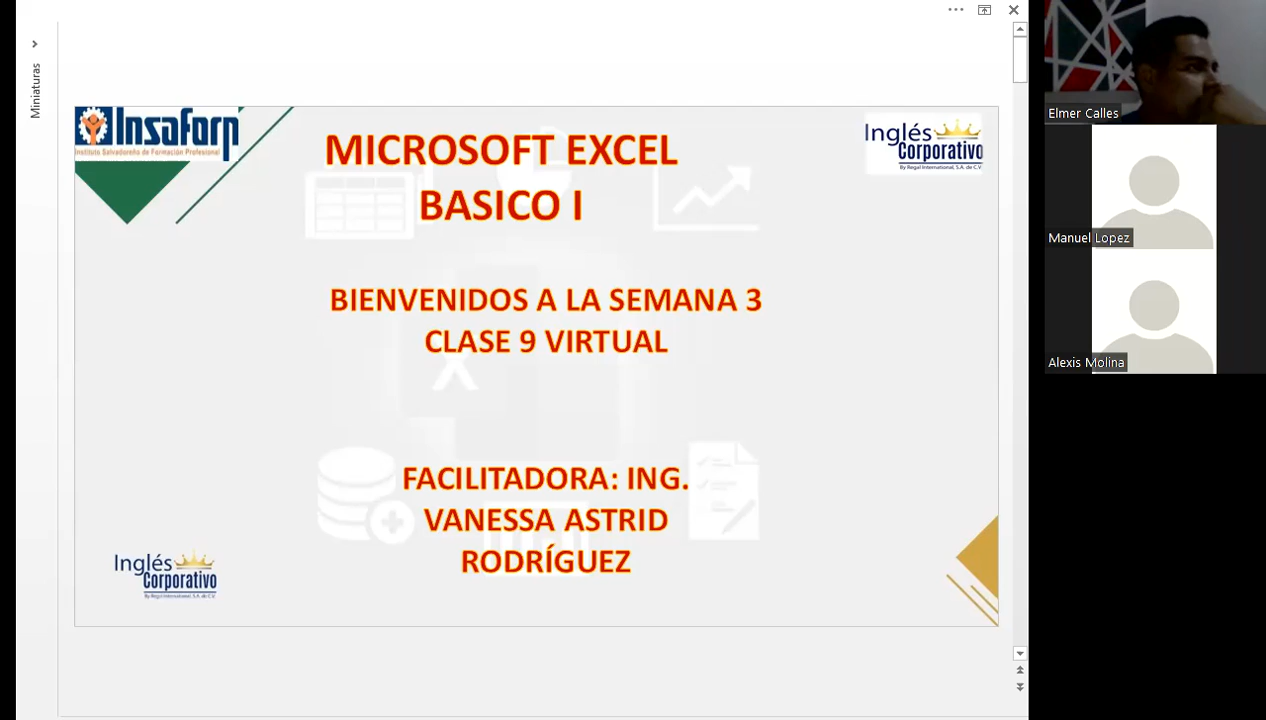 Miniaturas
Insaforp
Instituto Salvadoreño de Formación Profesional
Inglés
Corporativo
By Regal International, S.A. de C.V
MICROSOFT EXCEL
BASICO I
BIENVENIDOS A LA SEMANA 3
CLASE 9 VIRTUAL
X
FACILITADORA: ING.
VANESSA ASTRID
RODRÍGUEZ
Inglés
Corporativo
By Regal International, S.A. de C.V.
Elmer Calles
Manuel Lopez
Alexis Molina